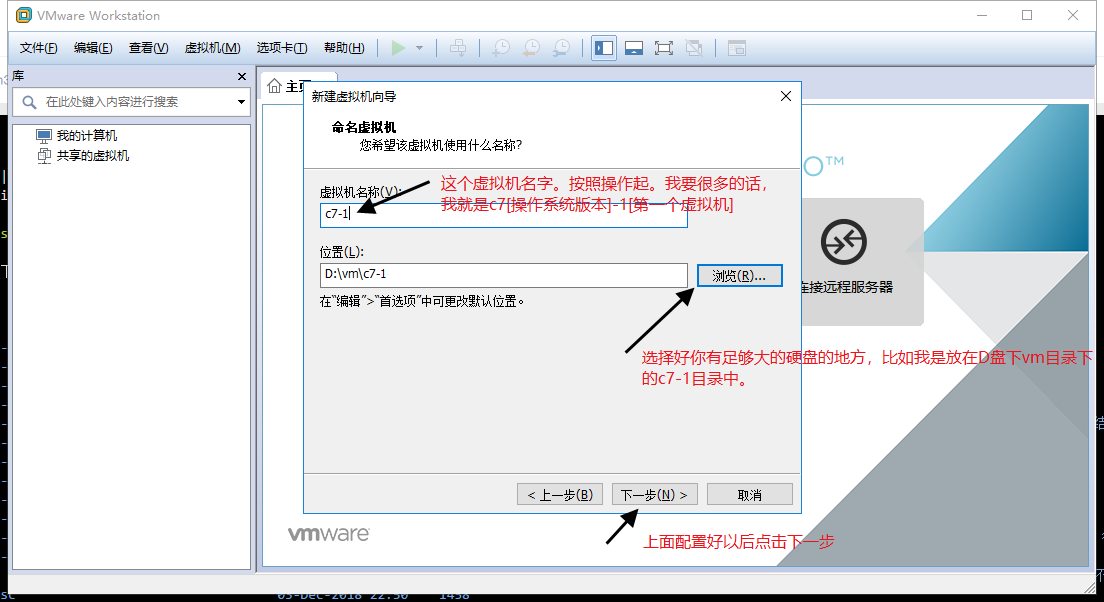 VMware Workstation
文件(F) 编辑(E) 查看(V) 虚拟机(M) 选项卡(T) 帮助(H)
库
在此处键入内容进行搜索
我的计算机
共享的虚拟机
主页
新建虚拟机向导
命名虚拟机
您希望该虚拟机使用什么名称?
TM
虚拟机名称(V):
这个虚拟机名字。按照操作起。我要很多的话，
我就是c7[操作系统版本]-1[第一个虚拟机]
c7-1
位置(L):
D:\vm\c7-1
浏览(R)...
在“编辑”>“首选项”中可更改默认位置。
连接远程服务器
选择好你有足够大的硬盘的地方，比如我是放在D盘下vm目录下
的c7-1目录中。
< 上一步(B) 下一步(N) > 取消
vmware
上面配置好以后点击下一步
03-Dec-2018 22:50 1458